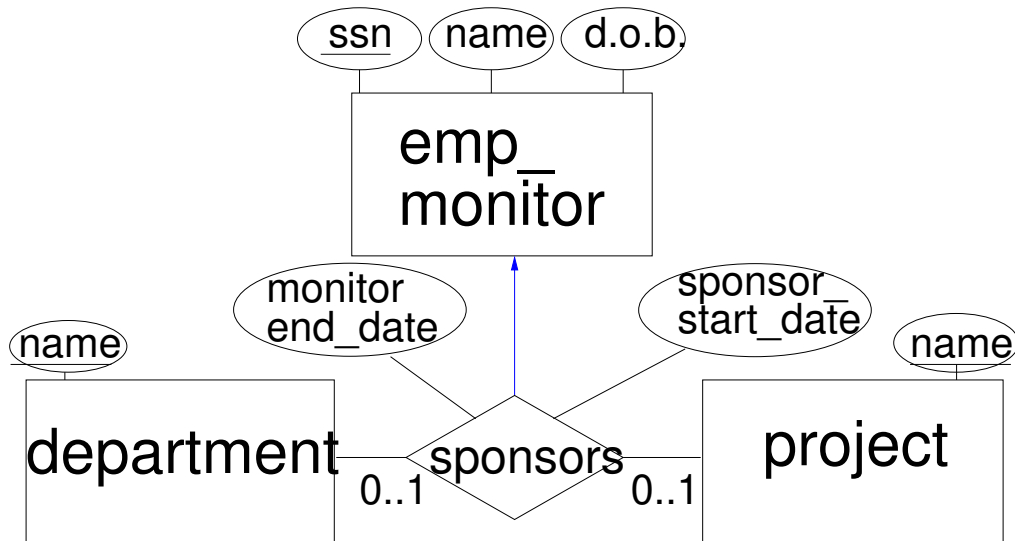 ssn name d.o.b.
emp_
monitor
monitor
end_date
sponsor_
start_date
name
name
department
sponsors
project
0..1
0..1